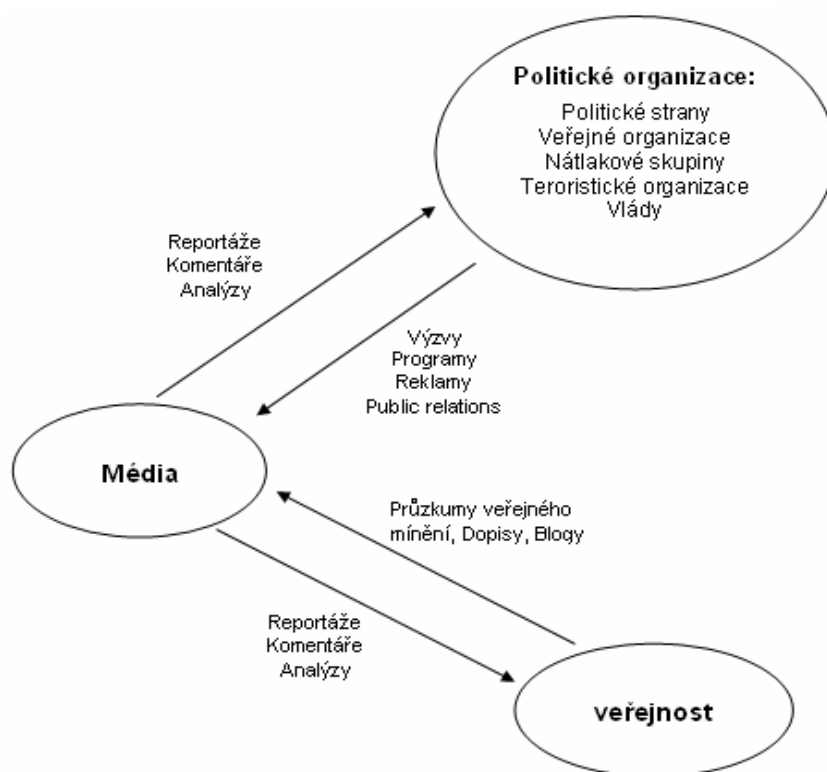 Politické organizace:
Politické strany
Veřejné organizace
Nátlakové skupiny
Teroristické organizace
Vlády
Reportáže
Komentáře
Analýzy
Výzvy
Programy
Reklamy
Public relations
Média
Průzkumy veřejného
mínění, Dopisy, Blogy
Reportáže
Komentáře
Analýzy
veřejnost